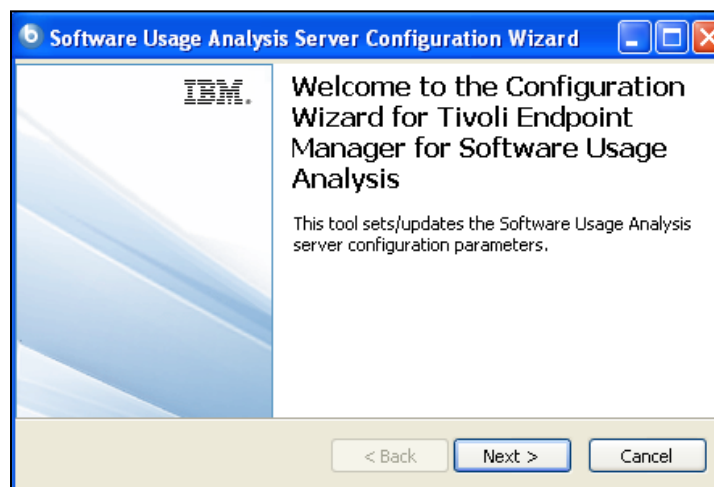 Software Usage Analysis Server Configuration Wizard
IBM.
Welcome to the Configuration
Wizard for Tivoli Endpoint
Manager for Software Usage
Analysis
This tool sets/updates the Software Usage Analysis
server configuration parameters.
< Back Next > Cancel